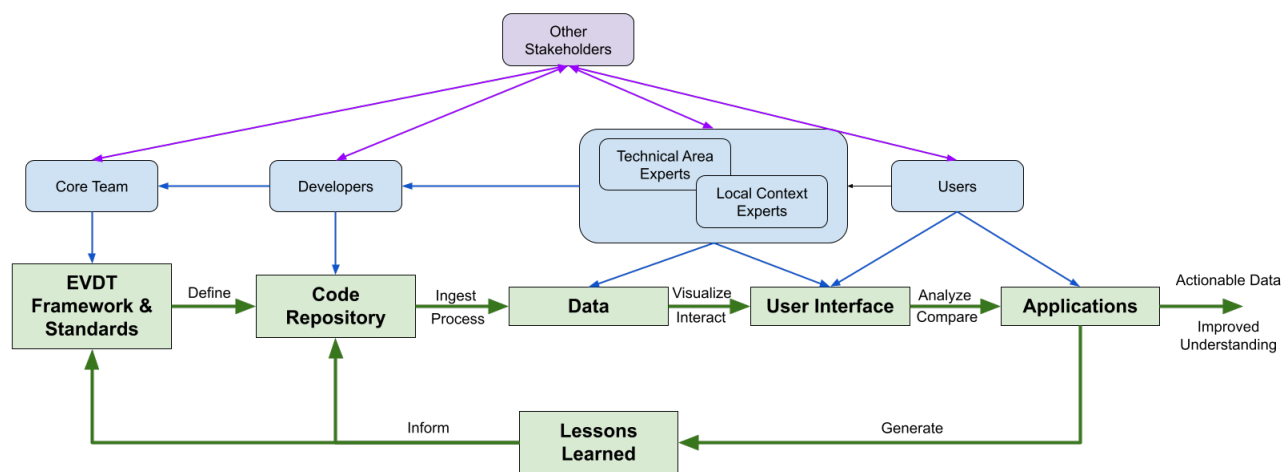 Other
Stakeholders
Core Team
Developers
Technical Area
Experts
Local Context
Experts
Users
EVDT
Framework &
Standards
Define
Code
Repository
Ingest
Process
Data
Visualize
Interact
User Interface
Analyze
Compare
Applications
Actionable Data
Improved
Understanding
Inform
Lessons
Learned
Generate